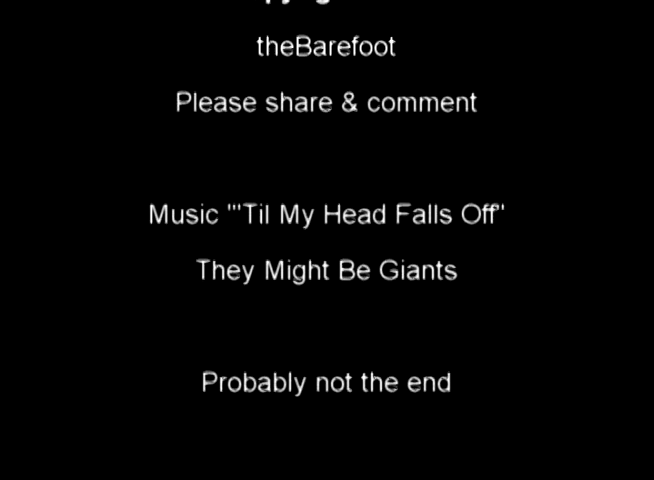 theBarefoot
Please share & comment
Music "'Til My Head Falls Off"
They Might Be Giants
Probably not the end